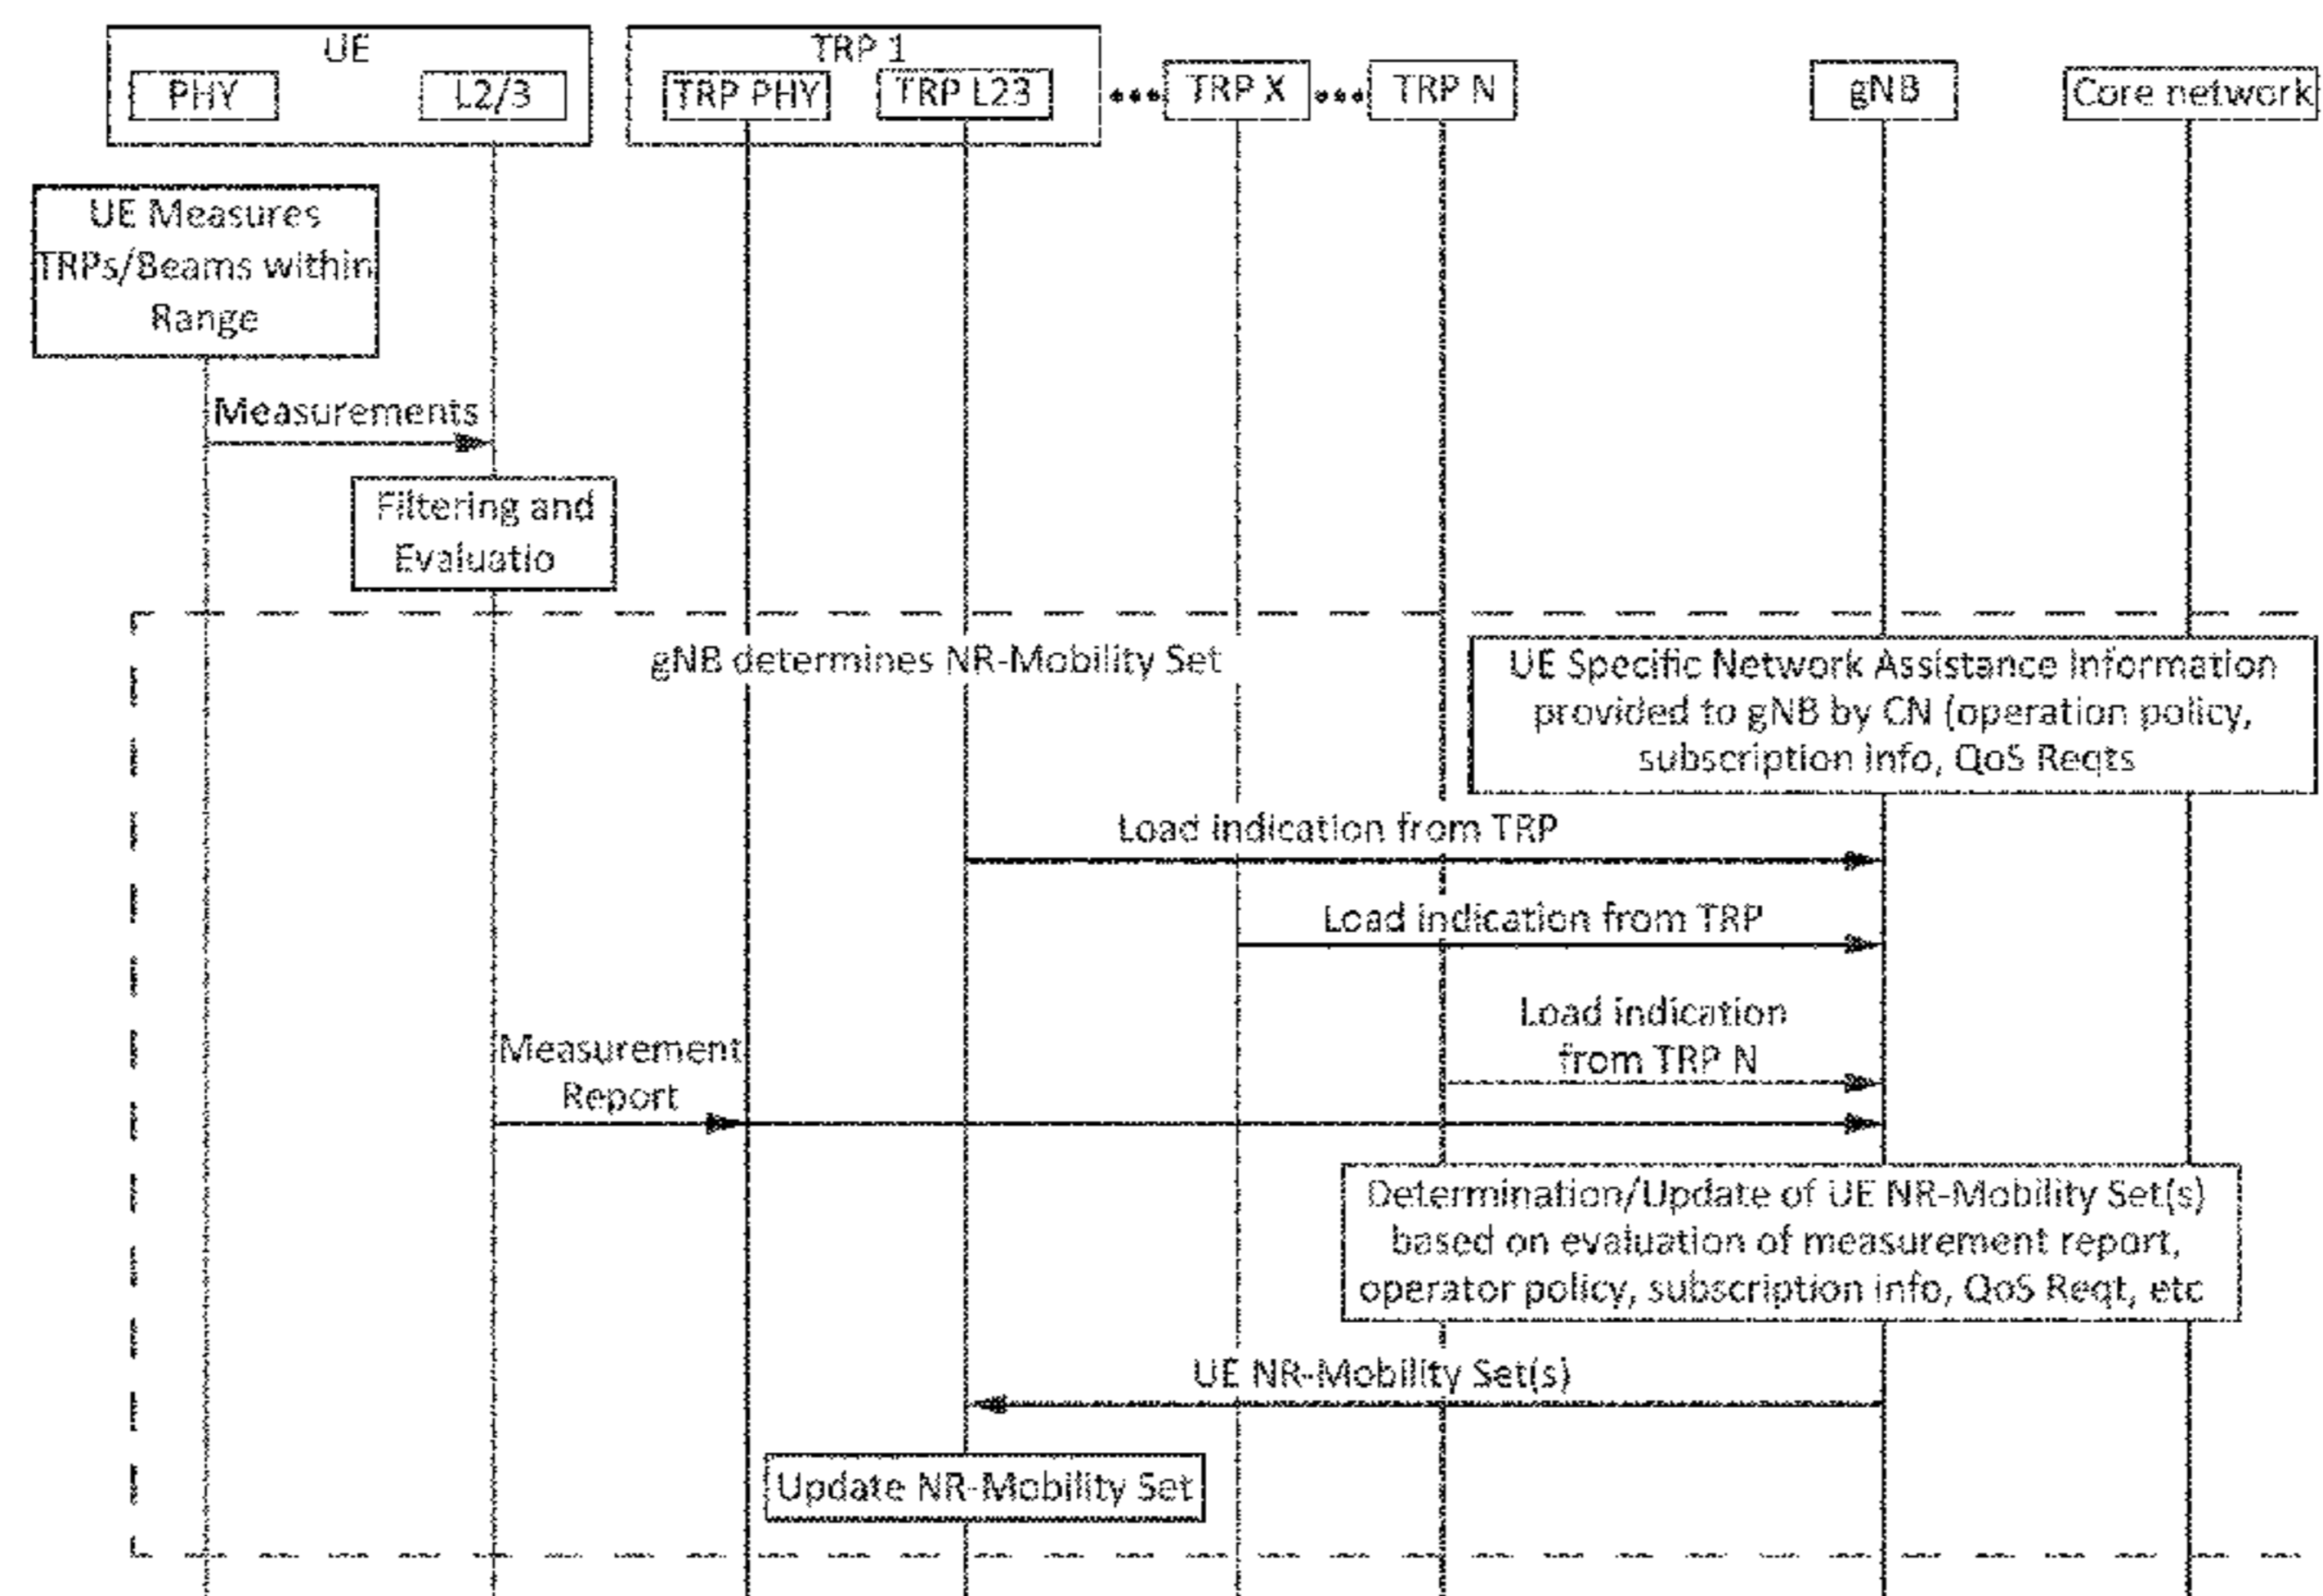 UE
PHY
L2/3
TRP 1
TRP PHY
TRP L23
TRP X
TRP N
gNB
Core network
UE Measures
TRPs/Beams within
Range
Measurements
Filtering and
Evaluatio
gNB determines NR-Mobility Set
UE Specific Network Assistance Information
provided to gNB by CN (operation policy,
subscription info, QoS Reqts
Load indication from TRP
Load indication from TRP
Load indication
from TRP N
Measurement
Report
Determination/Update of UE NR-Mobility Set(s)
based on evaluation of measurement report,
operator policy, subscription info, QoS Reqt, etc
UE NR-Mobility Set(s)
Update NR-Mobility Set